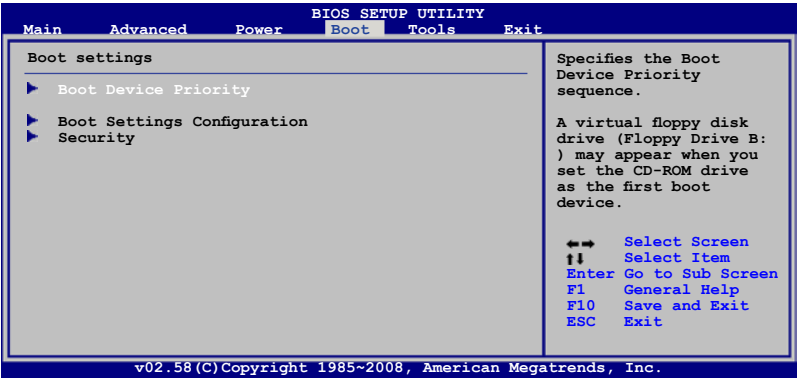 BIOS SETUP UTILITY
Main Advanced Power Boot Tools Exit
Boot settings
Boot Device Priority
Boot Settings Configuration
Security
Specifies the Boot
Device Priority
sequence.
A virtual floppy disk
drive (Floppy Drive B:
) may appear when you
set the CD-ROM drive
as the first boot
device.
Select Screen
Select Item
Enter Go to Sub Screen
F1 General Help
F10 Save and Exit
ESC Exit
v02.58(C)Copyright 1985~2008, American Megatrends, Inc.